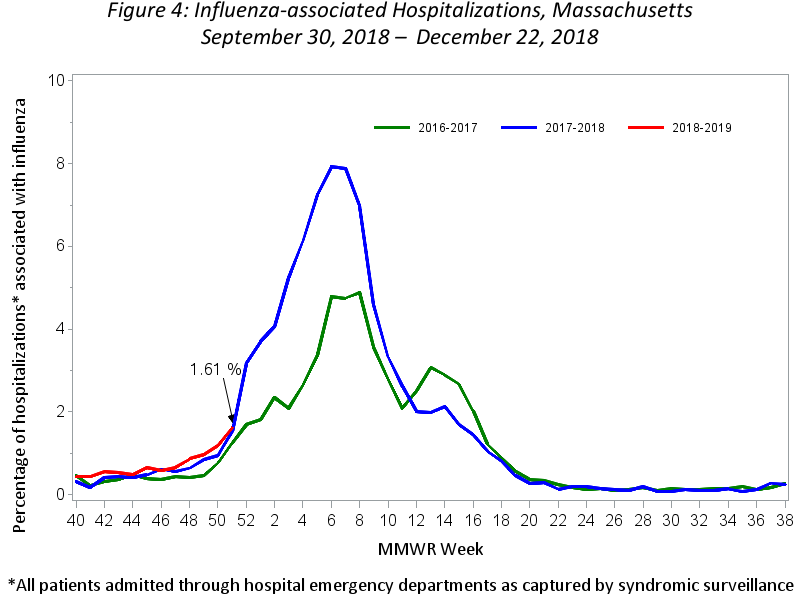 Figure 4: Influenza-associated Hospitalizations, Massachusetts
September 30, 2018 – December 22, 2018
Percentage of hospitalizations* associated with influenza
10
8
6
4
2
0
2016-2017 2017-2018 2018-2019
1.61 %
40 42 44 46 48 50 52 2 4 6 8 10 12 14 16 18 20 22 24 26 28 30 32 34 36 38
MMWR Week
*All patients admitted through hospital emergency departments as captured by syndromic surveillance